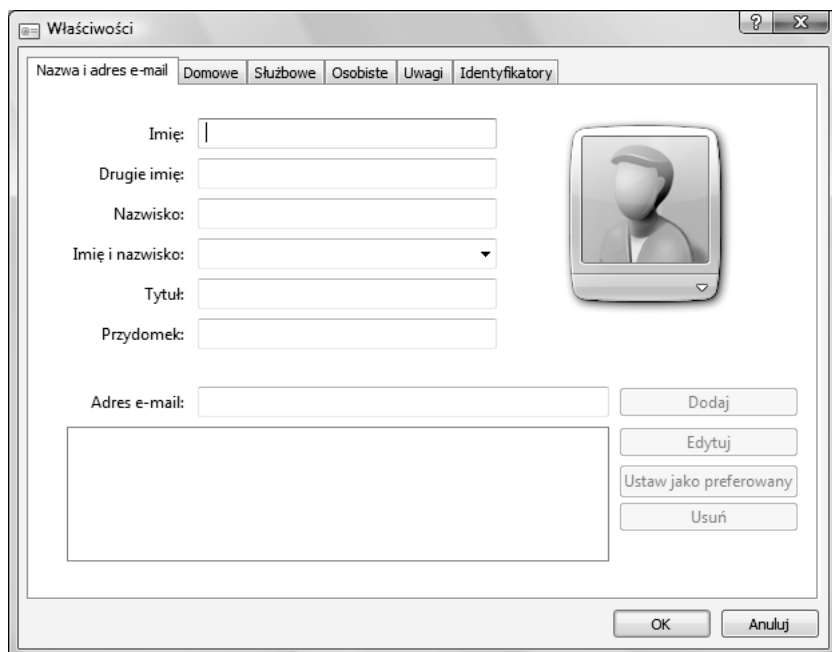 Właściwości
Nazwa i adres e-mail Domowe Służbowe Osobiste Uwagi Identyfikatory
Imię:
Drugie imię:
Nazwisko:
Imię i nazwisko:
Tytuł:
Przydomek:
Adres e-mail: Dodaj
Edytuj
Ustaw jako preferowany
Usuń
OK Anuluj